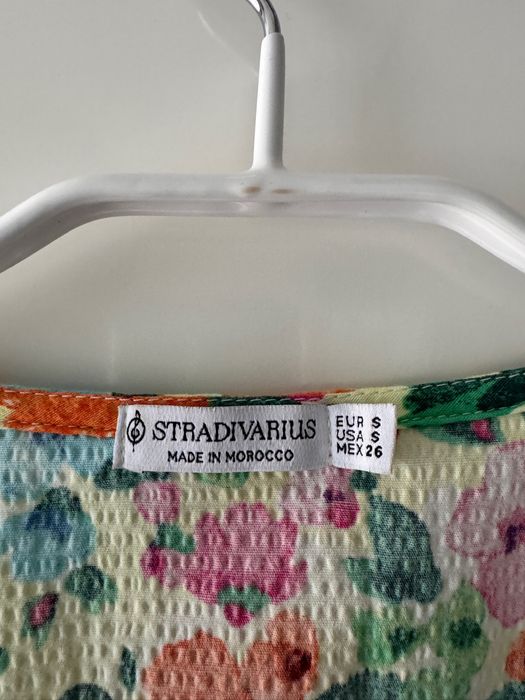 STRADIVARIUS
MADE IN MOROCCO
EUR S
USA S
MEX 26